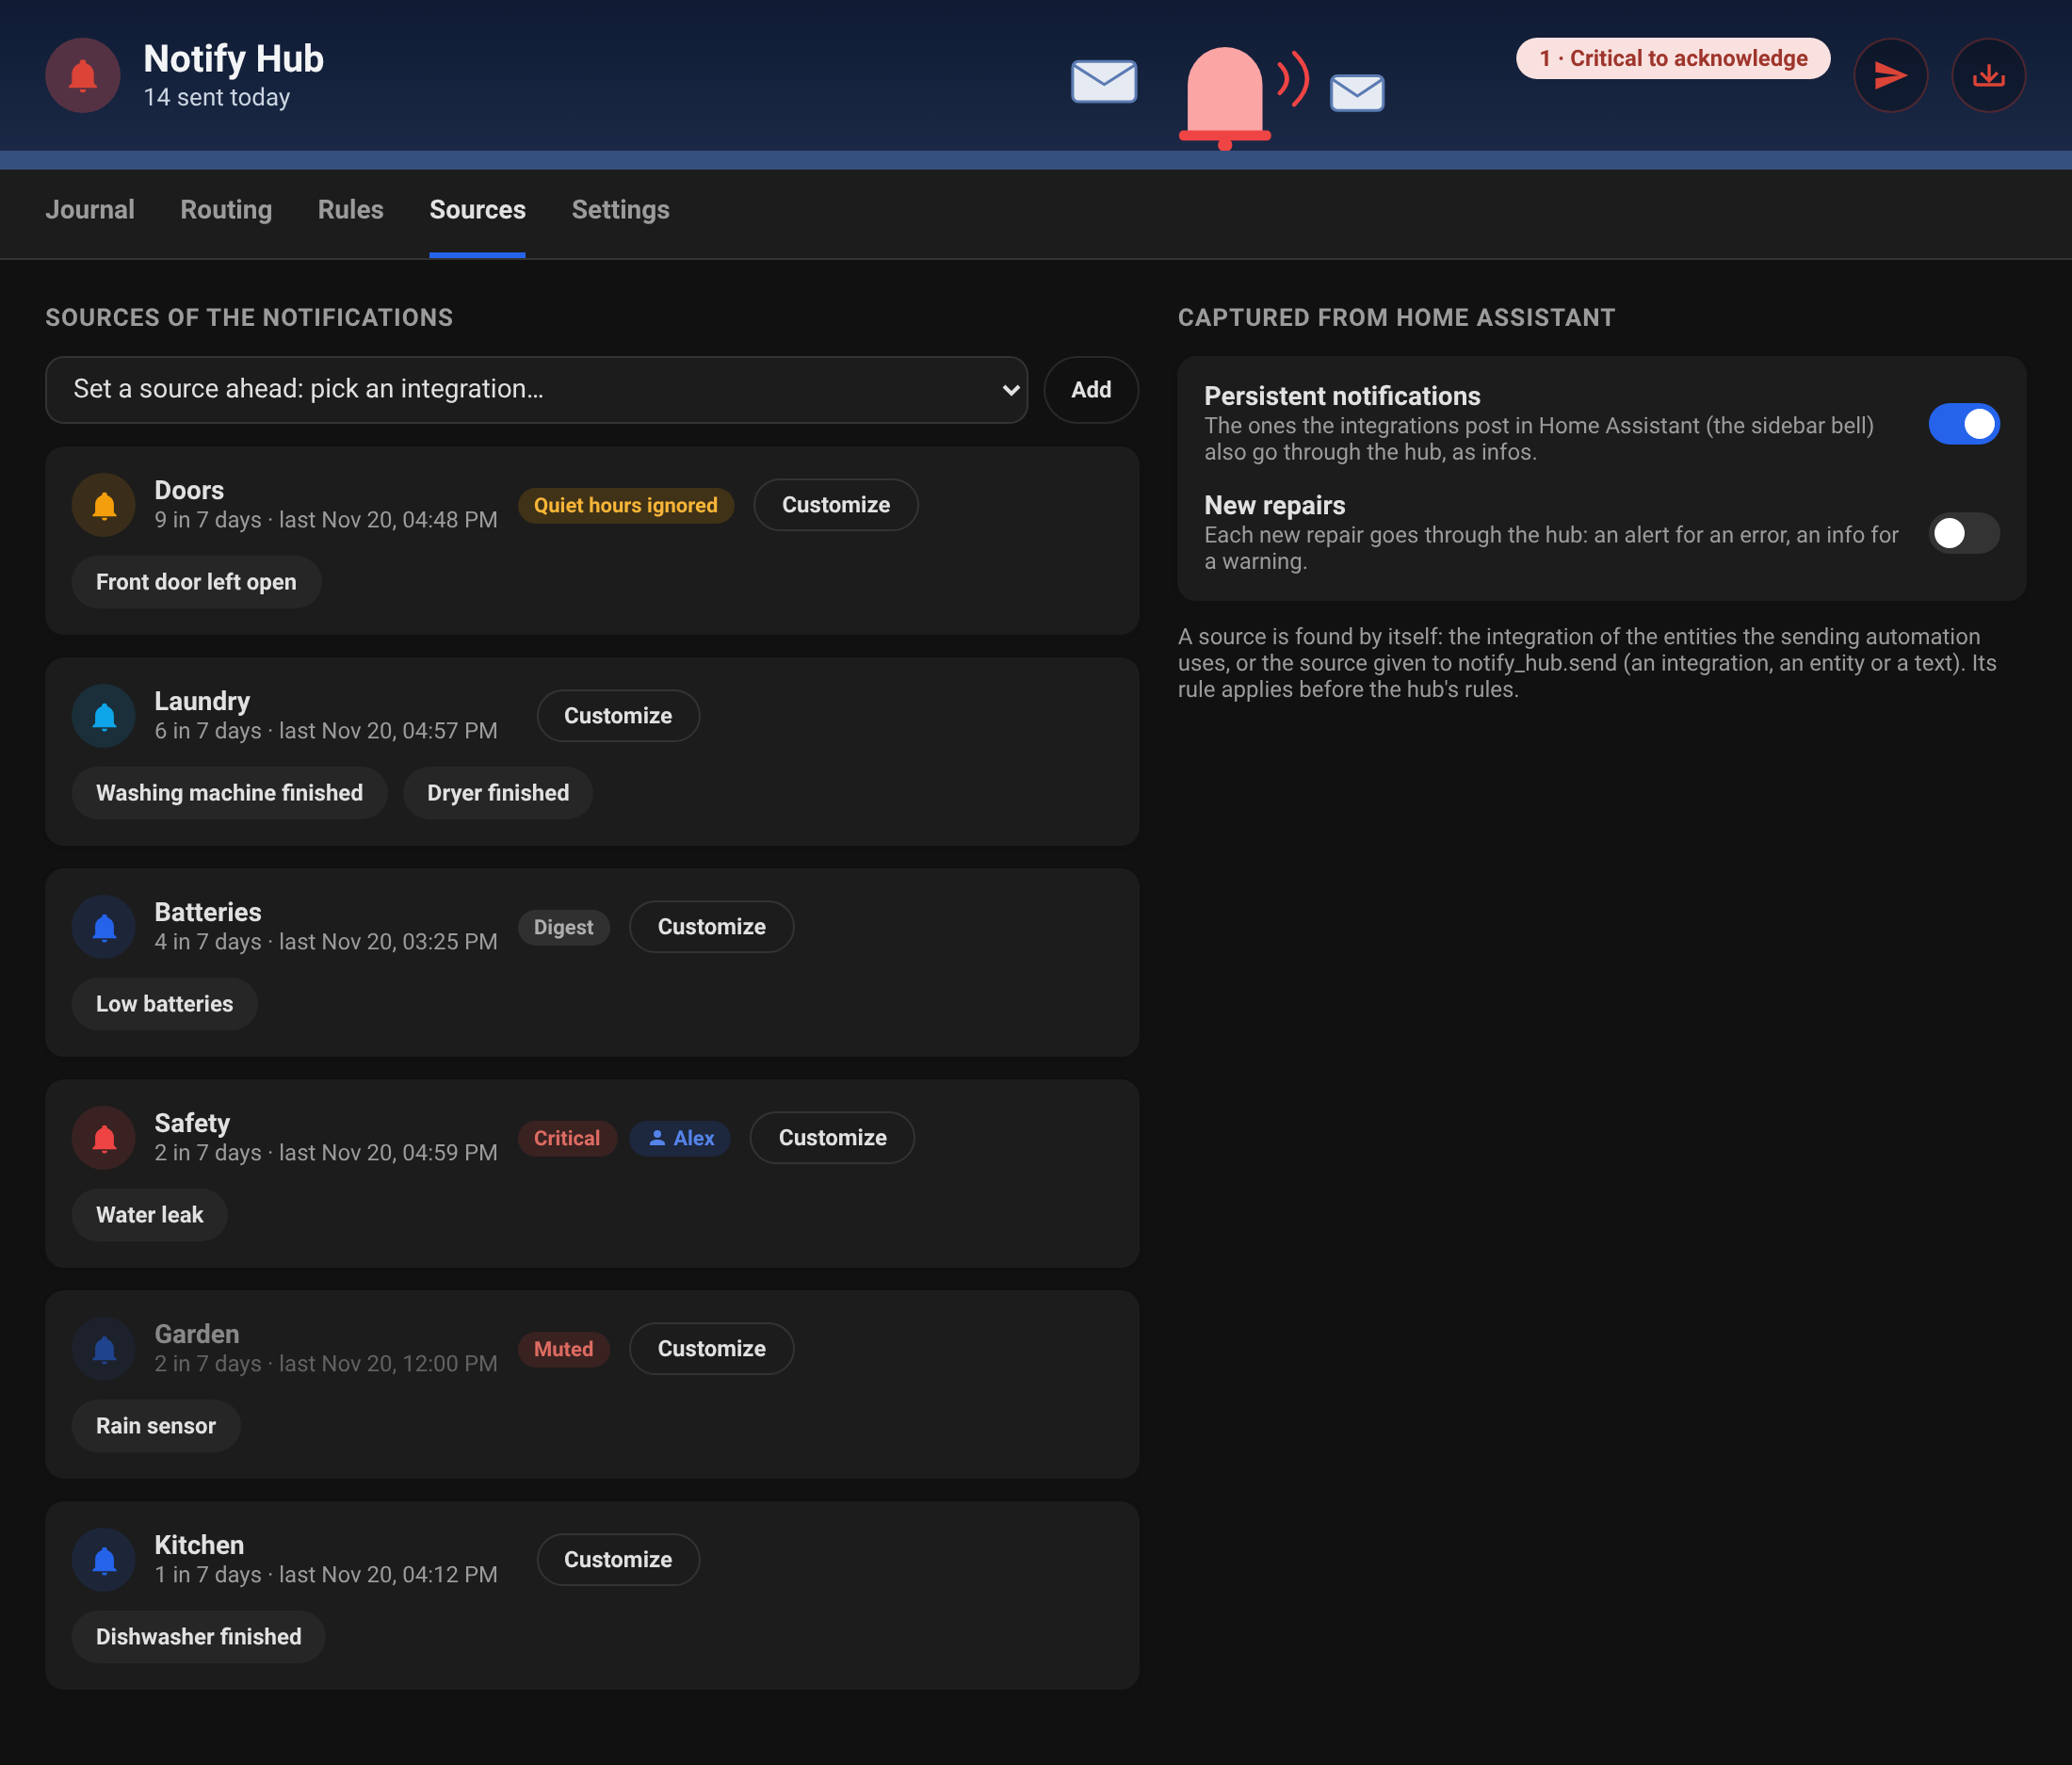 Notify Hub
14 sent today
1 · Critical to acknowledge
Journal
Routing
Rules
Sources
Settings
SOURCES OF THE NOTIFICATIONS
Set a source ahead: pick an integration...
Add
Doors
9 in 7 days · last Nov 20, 04:48 PM
Quiet hours ignored
Customize
Front door left open
Laundry
6 in 7 days · last Nov 20, 04:57 PM
Customize
Washing machine finished
Dryer finished
Batteries
4 in 7 days · last Nov 20, 03:25 PM
Digest
Customize
Low batteries
Safety
2 in 7 days · last Nov 20, 04:59 PM
Critical
Alex
Customize
Water leak
Garden
2 in 7 days · last Nov 20, 12:00 PM
Muted
Customize
Rain sensor
Kitchen
1 in 7 days · last Nov 20, 04:12 PM
Customize
Dishwasher finished
CAPTURED FROM HOME ASSISTANT
Persistent notifications
The ones the integrations post in Home Assistant (the sidebar bell)
also go through the hub, as infos.
New repairs
Each new repair goes through the hub: an alert for an error, an info for
a warning.
A source is found by itself: the integration of the entities the sending automation
uses, or the source given to notify_hub.send (an integration, an entity or a text). Its
rule applies before the hub's rules.